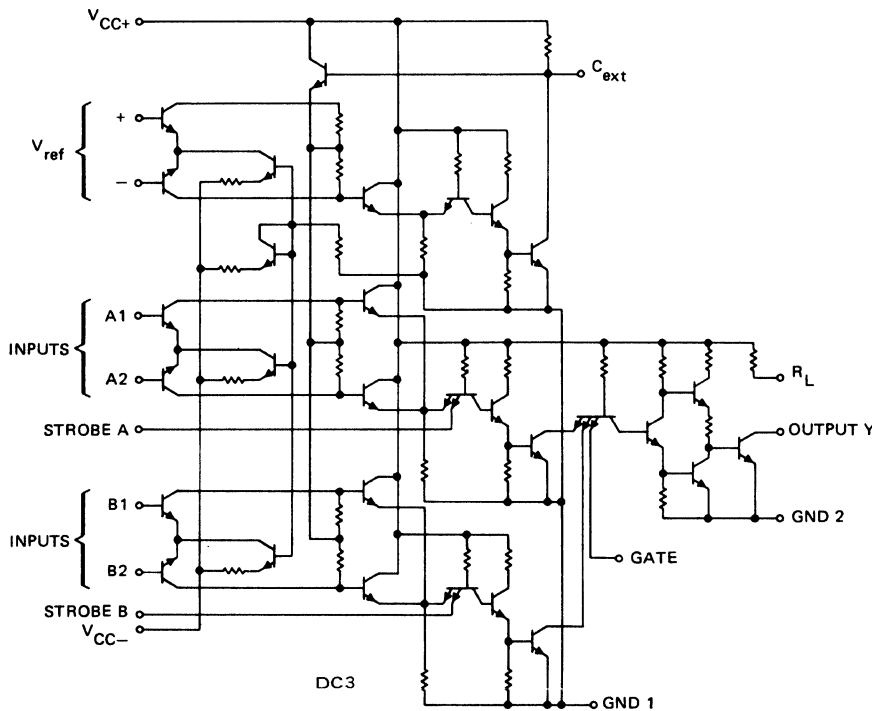 VCC+
Cext
+
Vref
−
A1
INPUTS
A2
RL
STROBE A
OUTPUT Y
B1
INPUTS
GND 2
GATE
B2
STROBE B
VCC−
DC3
GND 1